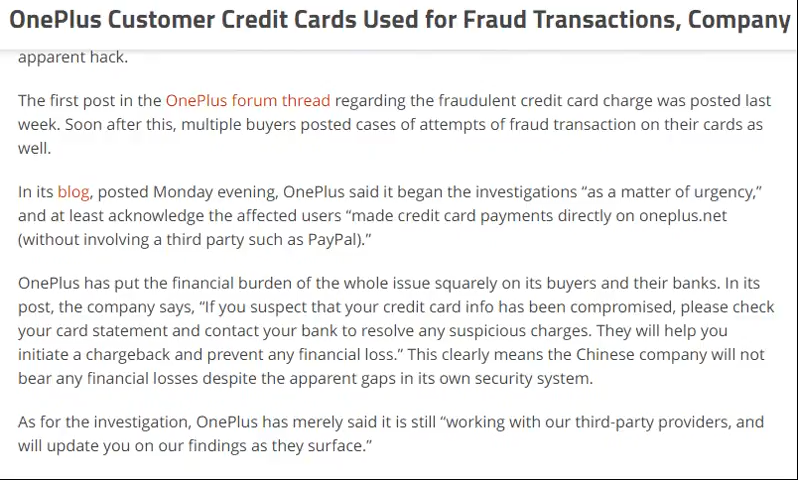 OnePlus Customer Credit Cards Used for Fraud Transactions, Company
apparent hack.
The first post in the OnePlus forum thread regarding the fraudulent credit card charge was posted last
week. Soon after this, multiple buyers posted cases of attempts of fraud transaction on their cards as
well.
In its blog, posted Monday evening, OnePlus said it began the investigations “as a matter of urgency,”
and at least acknowledge the affected users “made credit card payments directly on oneplus.net
(without involving a third party such as PayPal).”
OnePlus has put the financial burden of the whole issue squarely on its buyers and their banks. In its
post, the company says, “If you suspect that your credit card info has been compromised, please check
your card statement and contact your bank to resolve any suspicious charges. They will help you
initiate a chargeback and prevent any financial loss.” This clearly means the Chinese company will not
bear any financial losses despite the apparent gaps in its own security system.
As for the investigation, OnePlus has merely said it is still “working with our third-party providers, and
will update you on our findings as they surface.”